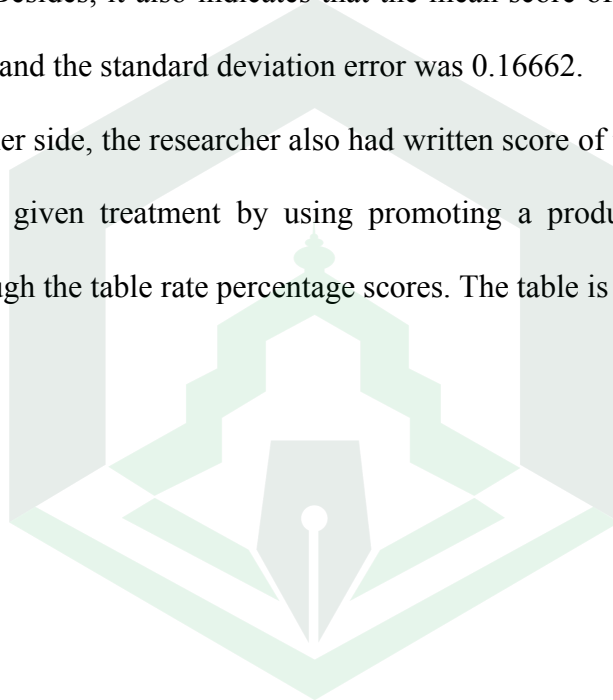 Besides, it also indicates that the mean score of
and the standard deviation error was 0.16662.
er side, the researcher also had written score of
given treatment by using promoting a produ
ugh the table rate percentage scores. The table is